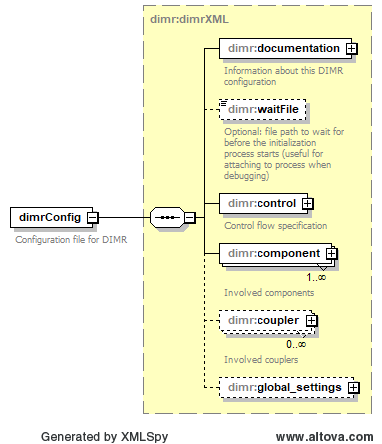 dimr:dimrXML
dimr:documentation
Information about this DIMR
configuration
dimr:waitFile
Optional: file path to wait for
before the initialization
process starts (useful for
attaching to process when
debugging)
dimr:control
Control flow specification
dimrConfig
Configuration file for DIMR
dimr:component
1..∞
Involved components
dimr:coupler
0..∞
Involved couplers
dimr:global_settings
Generated by XMLSpy
www.altova.com